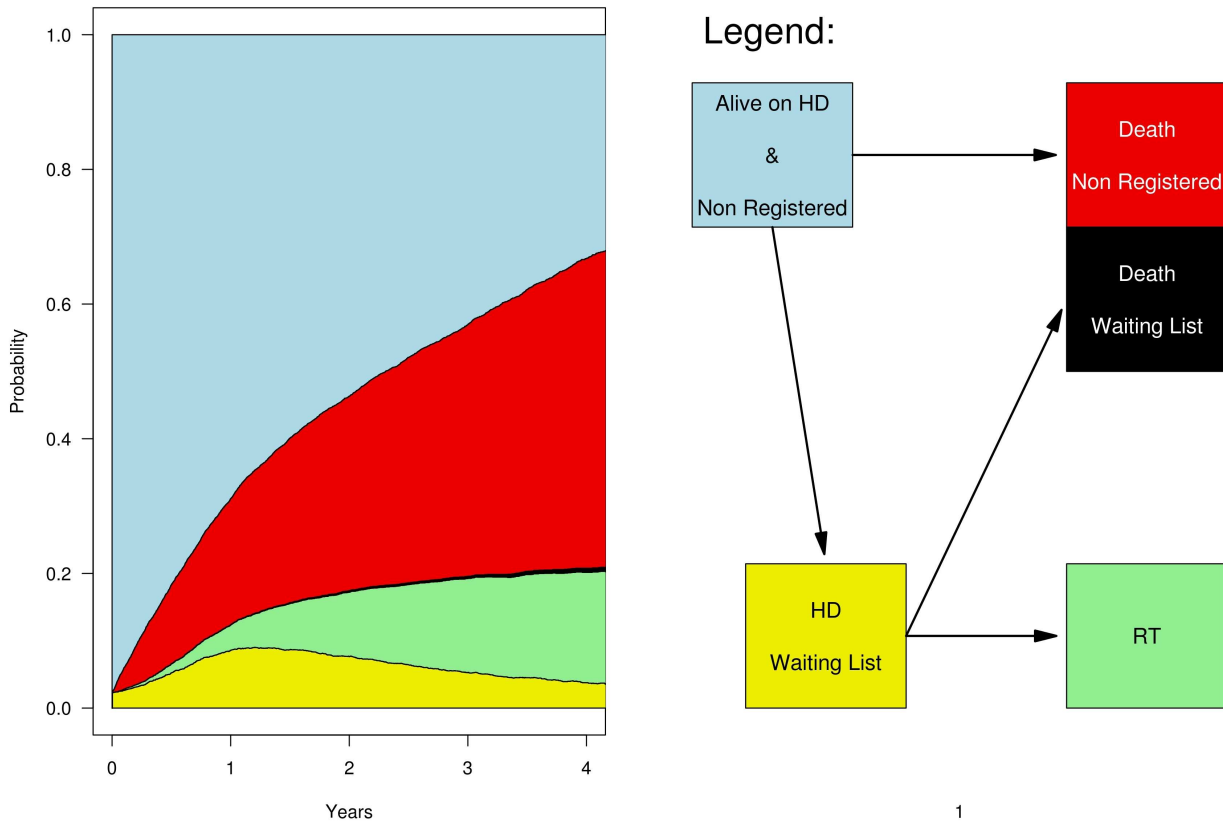 1.0
0.8
0.6
0.4
0.2
0.0
Probability
0 1 2 3 4
Years
Legend:
Alive on HD
&
Non Registered
Death
Non Registered
Death
Waiting List
HD
Waiting List
RT
1